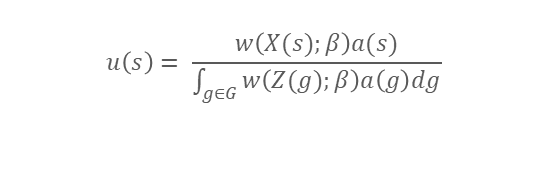 u(s) = w(X(s); β)a(s) / ∫g∈G w(Z(g); β)a(g)dg